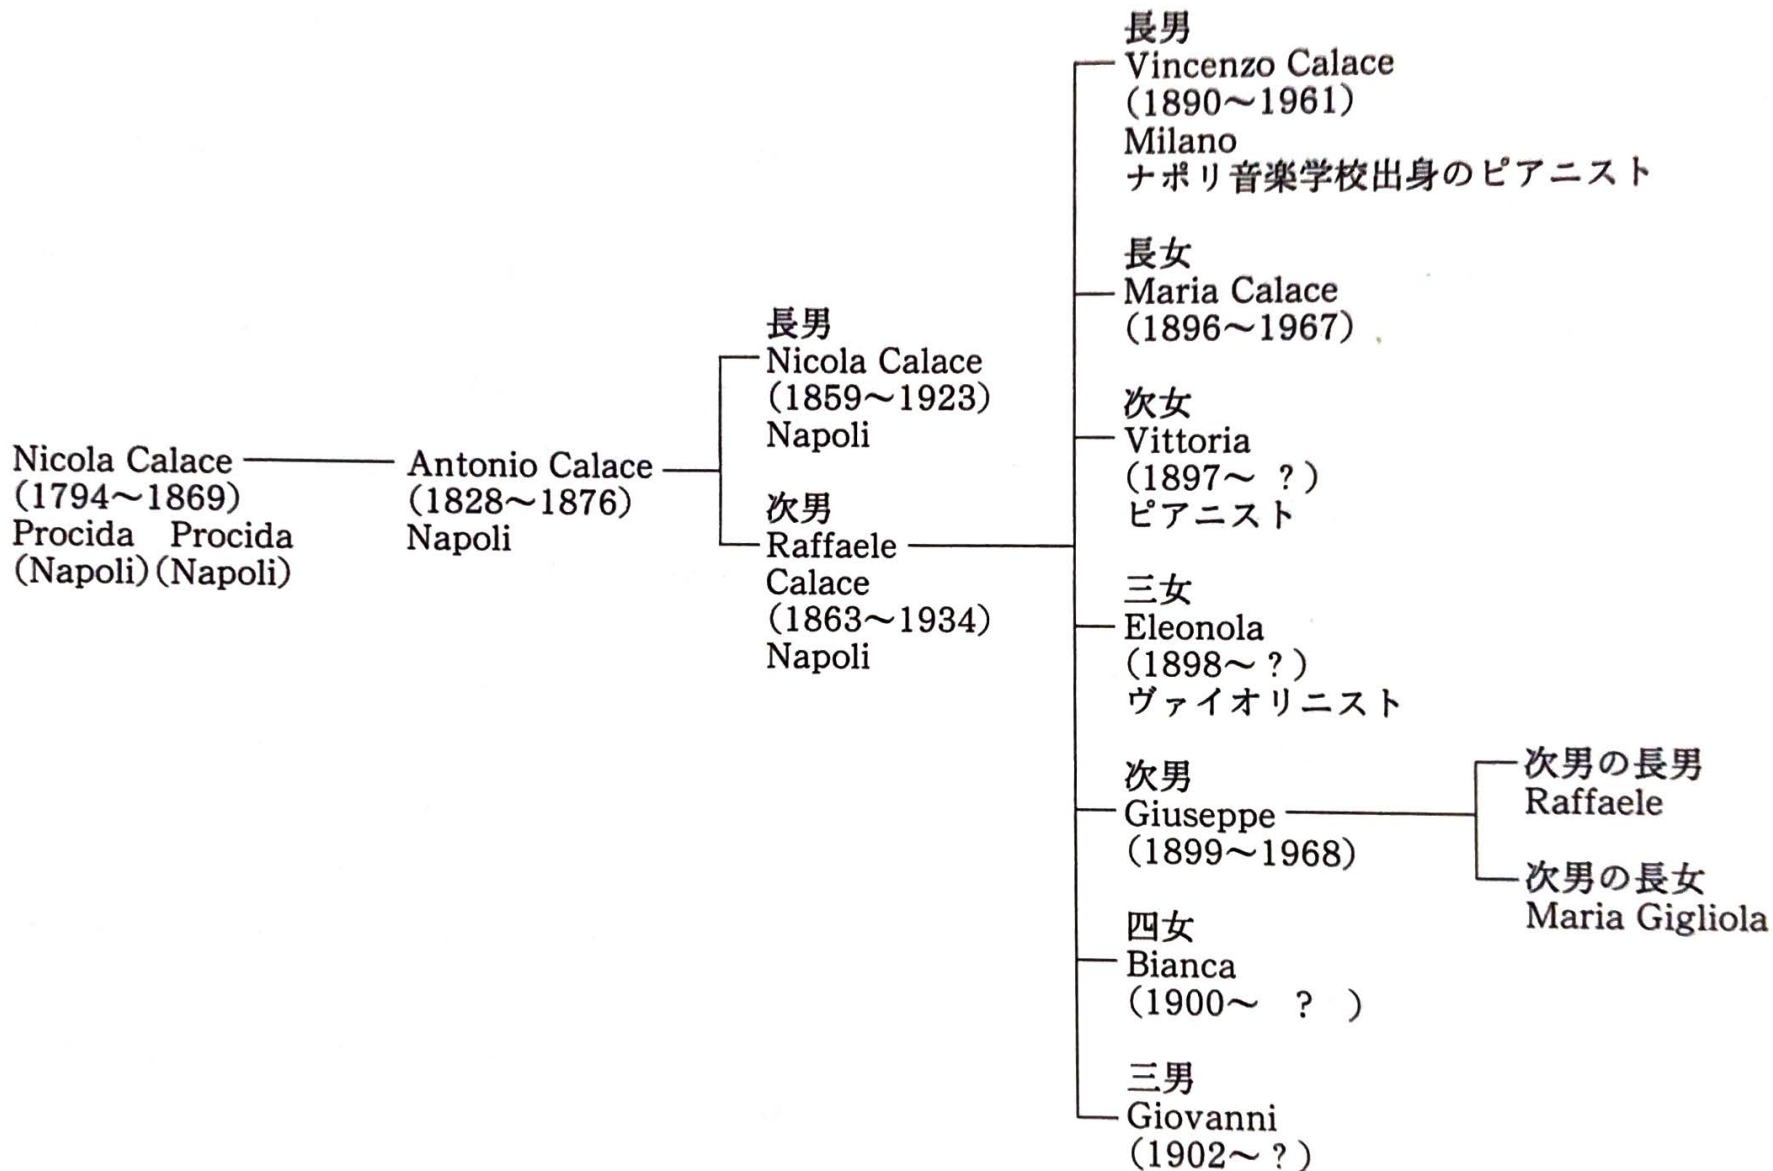 Nicola Calace
(1794～1869)
Procida　Procida
(Napoli)(Napoli)
Antonio Calace
(1828～1876)
Napoli
長男
Nicola Calace
(1859～1923)
Napoli
次男
Raffaele
Calace
(1863～1934)
Napoli
長男
Vincenzo Calace
(1890～1961)
Milano
ナポリ音楽学校出身のピアニスト
長女
Maria Calace
(1896～1967)
次女
Vittoria
(1897～ ?)
ピアニスト
三女
Eleonola
(1898～ ?)
ヴァイオリニスト
次男
Giuseppe
(1899～1968)
四女
Bianca
(1900～　?　)
三男
Giovanni
(1902～ ?)
次男の長男
Raffaele
次男の長女
Maria Gigliola